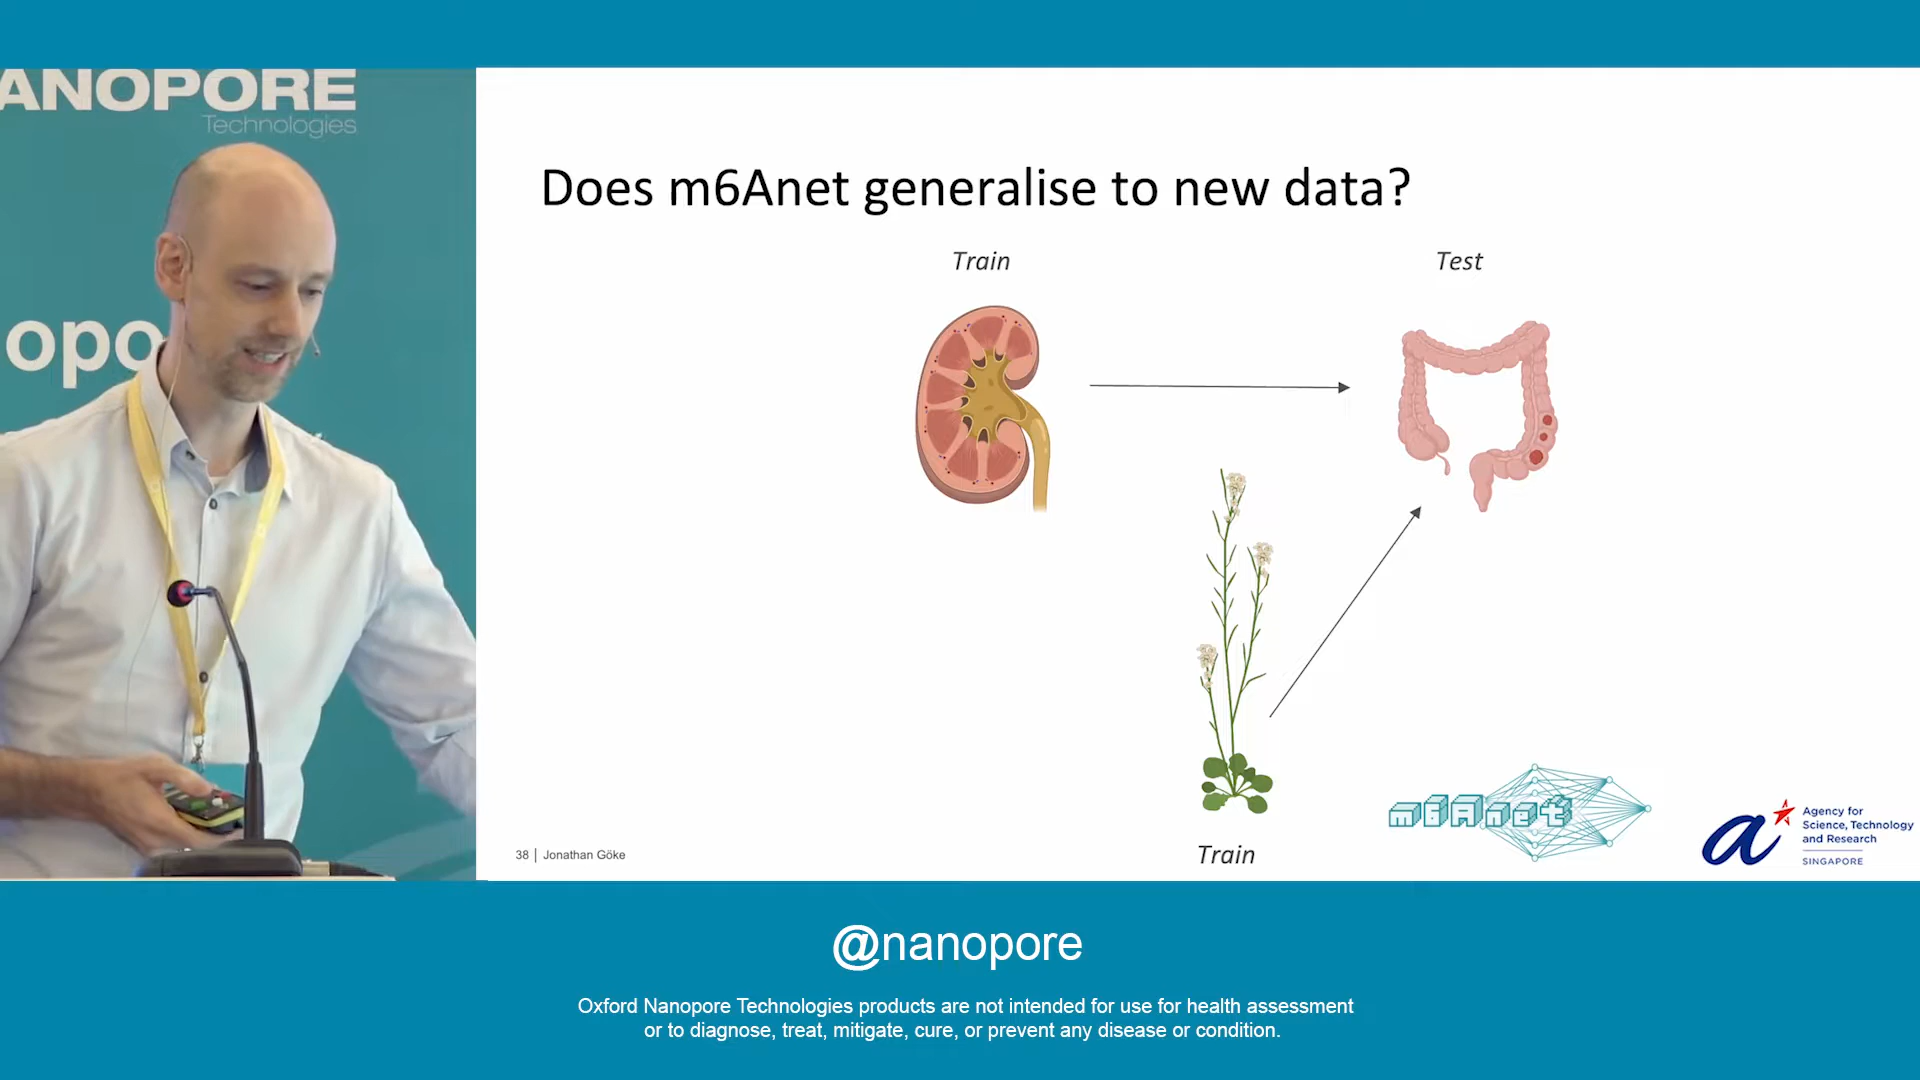 ANOPORE
Technologies
opo
Does m6Anet generalise to new data?
Train
Test
Train
38 | Jonathan Göke
m6Anet
a
Agency for
Science, Technology
and Research
SINGAPORE
@nanopore
Oxford Nanopore Technologies products are not intended for use for health assessment
or to diagnose, treat, mitigate, cure, or prevent any disease or condition.